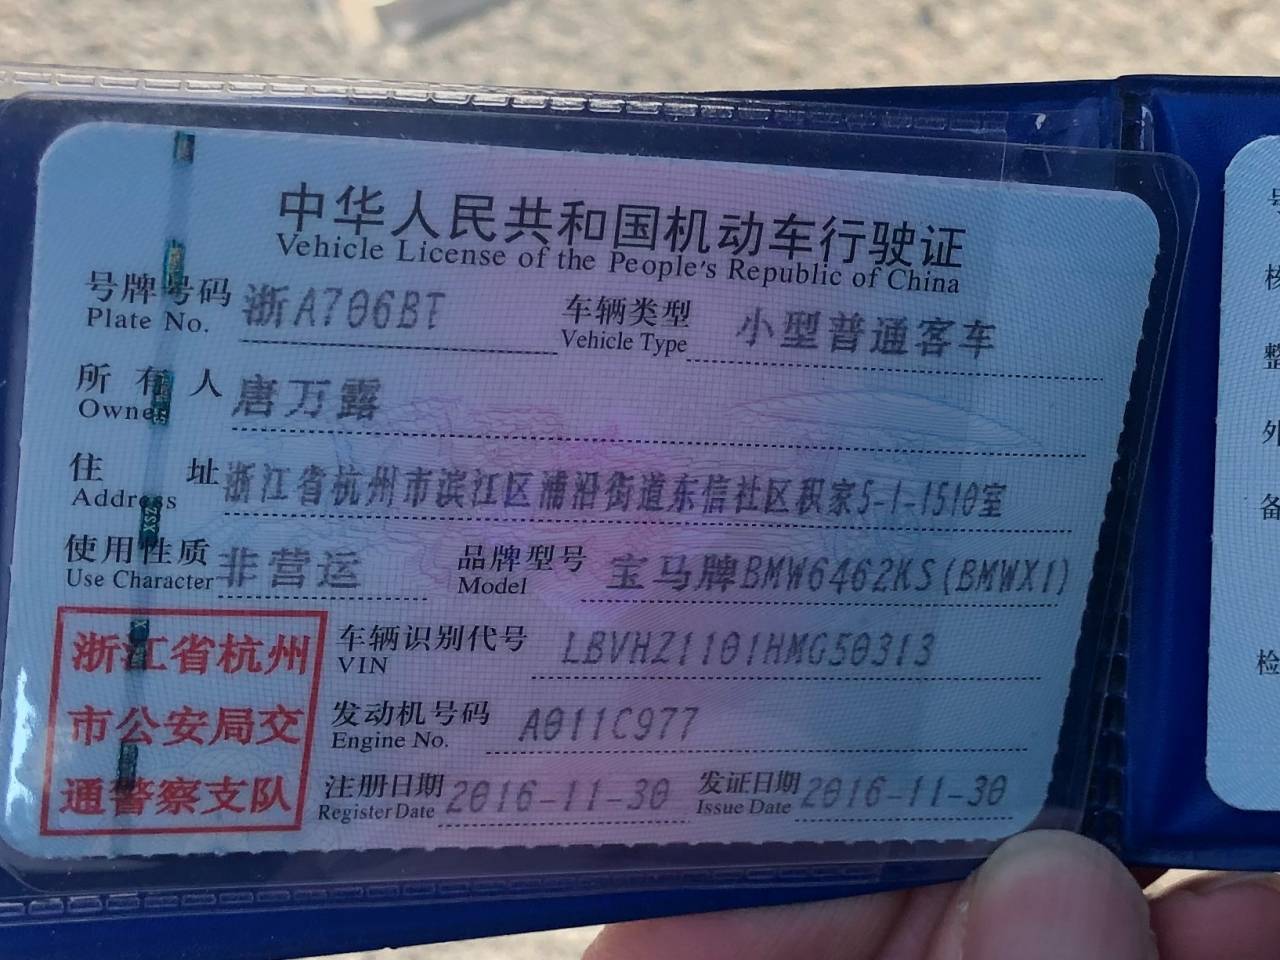 中华人民共和国机动车行驶证
Vehicle License of the People's Republic of China
号牌号码 浙A706BT 车辆类型 小型普通客车
Plate No. Vehicle Type
所有人 唐万露
Owner
住址 浙江省杭州市滨江区浦沿街道东信社区积家5-1-1510室
Address
使用性质 非营运 品牌型号 宝马牌BMW6462KS(BMWX1)
Use Character Model
浙江省杭州
市公安局交
通警察支队
车辆识别代号 LBVHZ1101HMG50313
VIN
发动机号码 A011C977
Engine No.
注册日期 2016-11-30 发证日期 2016-11-30
Register Date Issue Date
核
整
外
备
检